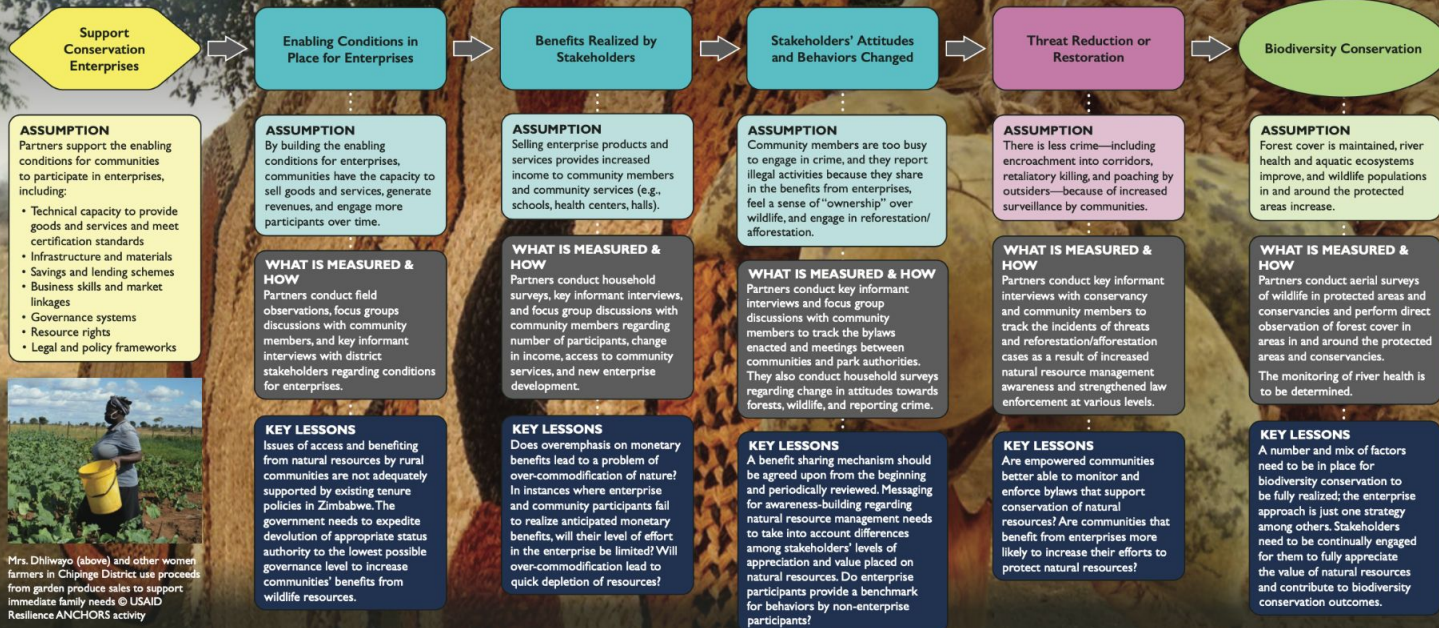 Support
Conservation
Enterprises
Enabling Conditions in
Place for Enterprises
Benefits Realized by
Stakeholders
Stakeholders' Attitudes
and Behaviors Changed
Threat Reduction or
Restoration
Biodiversity Conservation
ASSUMPTION
Partners support the enabling
conditions for communities
to participate in enterprises,
including:
• Technical capacity to provide
goods and services and meet
certification standards
• Infrastructure and materials
• Savings and lending schemes
• Business skills and market
linkages
• Governance systems
• Resource rights
• Legal and policy frameworks
Mrs. Dhliwayo (above) and other women
farmers in Chipinge District use proceeds
from garden produce sales to support
immediate family needs © USAID
Resilience ANCHORS activity
ASSUMPTION
By building the enabling
conditions for enterprises,
communities have the capacity to
sell goods and services, generate
revenues, and engage more
participants over time.
WHAT IS MEASURED &
HOW
Partners conduct field
observations, focus groups
discussions with community
members, and key informant
interviews with district
stakeholders regarding conditions
for enterprises.
KEY LESSONS
Issues of access and benefiting
from natural resources by rural
communities are not adequately
supported by existing tenure
policies in Zimbabwe. The
government needs to expedite
devolution of appropriate status
authority to the lowest possible
governance level to increase
communities' benefits from
wildlife resources.
ASSUMPTION
Selling enterprise products and
services provides increased
income to community members
and community services (e.g.,
schools, health centers, halls).
WHAT IS MEASURED &
HOW
Partners conduct household
surveys, key informant interviews,
and focus group discussions with
community members regarding
number of participants, change
in income, access to community
services, and new enterprise
development.
KEY LESSONS
Does overemphasis on monetary
benefits lead to a problem of
over-commodification of nature?
In instances where enterprise
and community participants fail
to realize anticipated monetary
benefits, will their level of effort
in the enterprise be limited? Will
over-commodification lead to
quick depletion of resources?
ASSUMPTION
Community members are too busy
to engage in crime, and they report
illegal activities because they share
in the benefits from enterprises,
feel a sense of "ownership" over
wildlife, and engage in reforestation/
afforestation.
WHAT IS MEASURED & HOW
Partners conduct key informant
interviews and focus group
discussions with community
members to track the bylaws
enacted and meetings between
communities and park authorities.
They also conduct household surveys
regarding change in attitudes towards
forests, wildlife, and reporting crime.
KEY LESSONS
A benefit sharing mechanism should
be agreed upon from the beginning
and periodically reviewed. Messaging
for awareness-building regarding
natural resource management needs
to take into account differences
among stakeholders' levels of
appreciation and value placed on
natural resources. Do enterprise
participants provide a benchmark
for behaviors by non-enterprise
participants?
ASSUMPTION
There is less crime—including
encroachment into corridors,
retaliatory killing, and poaching by
outsiders—because of increased
surveillance by communities.
WHAT IS MEASURED &
HOW
Partners conduct key informant
interviews with conservancy
and community members to
track the incidents of threats
and reforestation/afforestation
cases as a result of increased
natural resource management
awareness and strengthened law
enforcement at various levels.
KEY LESSONS
Are empowered communities
better able to monitor and
enforce bylaws that support
conservation of natural
resources? Are communities that
benefit from enterprises more
likely to increase their efforts to
protect natural resources?
ASSUMPTION
Forest cover is maintained, river
health and aquatic ecosystems
improve, and wildlife populations
in and around the protected
areas increase.
WHAT IS MEASURED &
HOW
Partners conduct aerial surveys
of wildlife in protected areas and
conservancies and perform direct
observation of forest cover in
areas in and around the protected
areas and conservancies.
The monitoring of river health is
to be determined.
KEY LESSONS
A number and mix of factors
need to be in place for
biodiversity conservation to
be fully realized; the enterprise
approach is just one strategy
among others. Stakeholders
need to be continually engaged
for them to fully appreciate
the value of natural resources
and contribute to biodiversity
conservation outcomes.